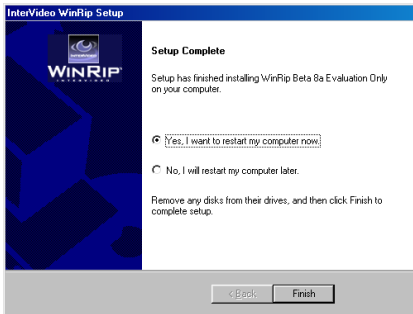 InterVideo WinRip Setup
INTERVIDEO
WINRIP
INTERVIDEO
Setup Complete
Setup has finished installing WinRip Beta 8a Evaluation Only
on your computer.
Yes, I want to restart my computer now.
No, I will restart my computer later.
Remove any disks from their drives, and then click Finish to
complete setup.
< Back
Finish